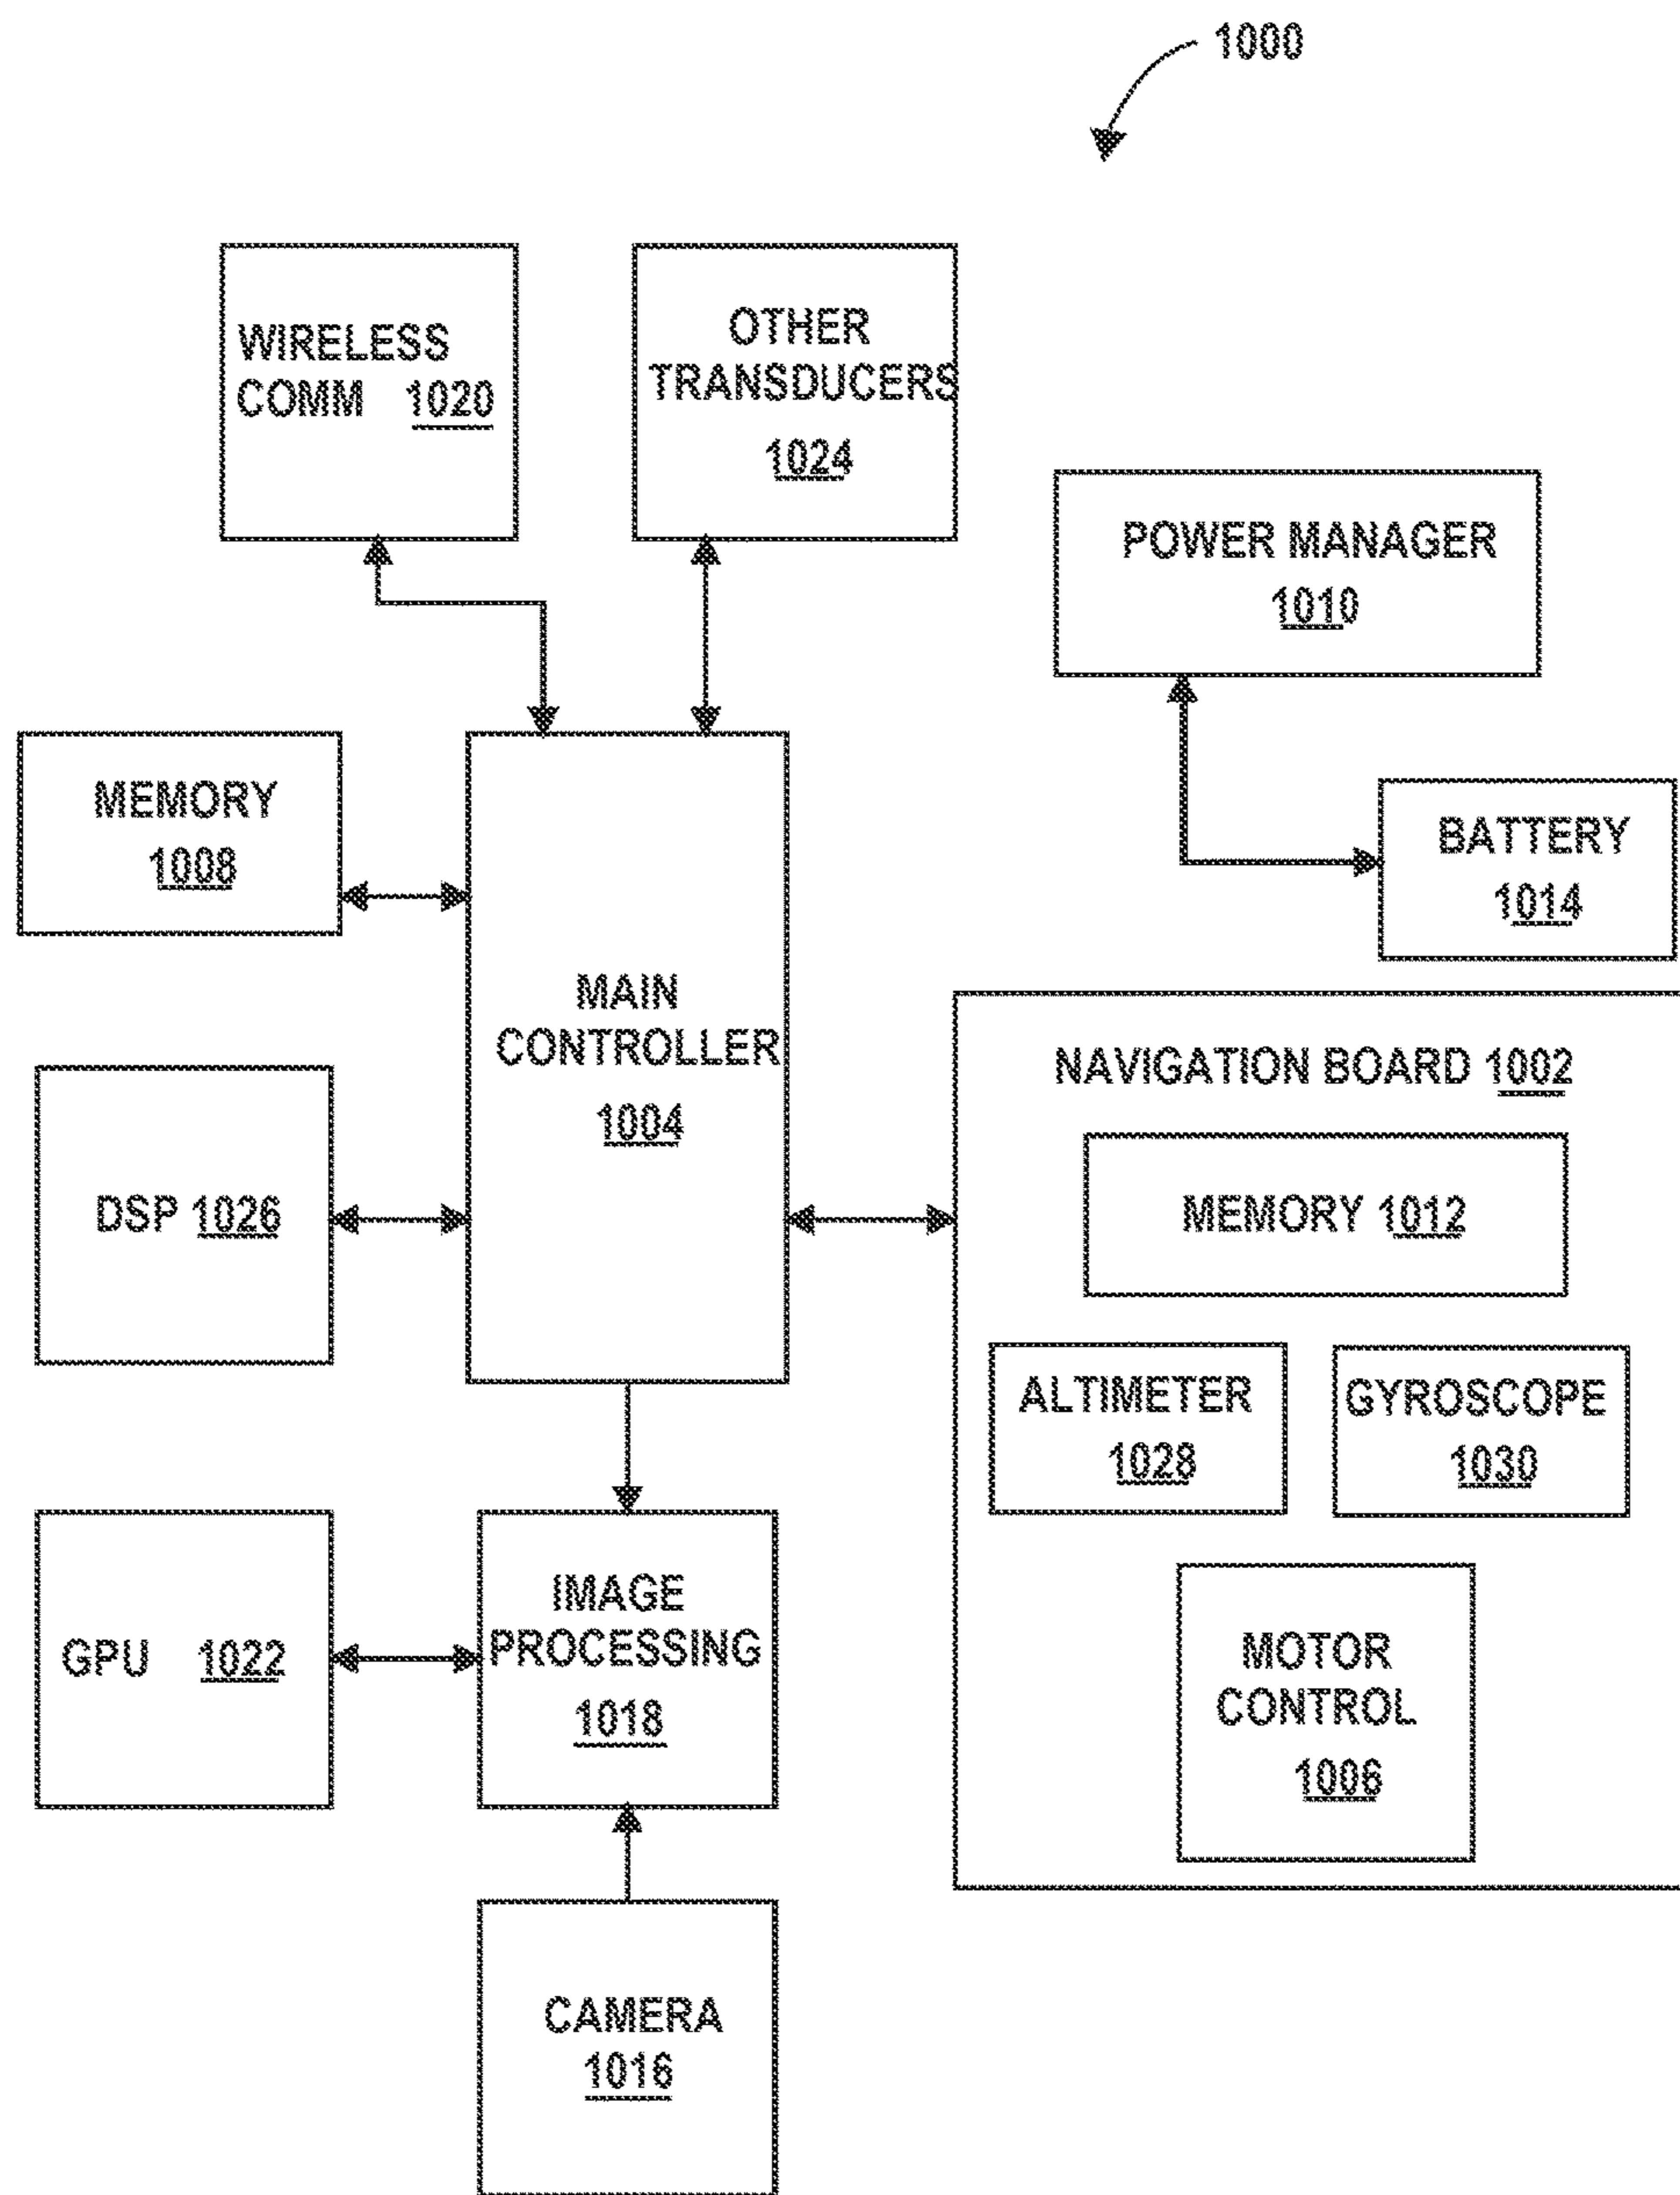 1000
WIRELESS
COMM 1020
OTHER
TRANSDUCERS
1024
POWER MANAGER
1010
MEMORY
1008
BATTERY
1014
MAIN
CONTROLLER
1004
NAVIGATION BOARD 1002
MEMORY 1012
DSP 1026
ALTIMETER
1028
GYROSCOPE
1030
IMAGE
PROCESSING
1018
GPU 1022
MOTOR
CONTROL
1006
CAMERA
1016